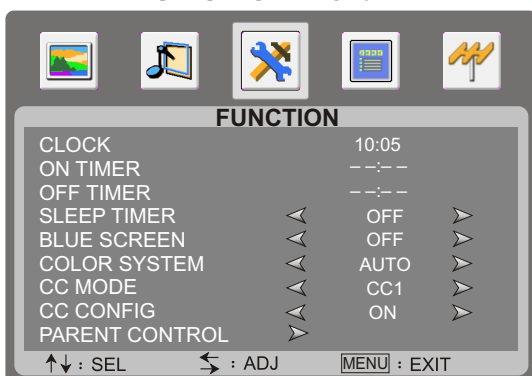 FUNCTION
CLOCK 10:05
ON TIMER – –:– –
OFF TIMER – –:– –
SLEEP TIMER OFF
BLUE SCREEN OFF
COLOR SYSTEM AUTO
CC MODE CC1
CC CONFIG ON
PARENT CONTROL
: SEL : ADJ MENU : EXIT